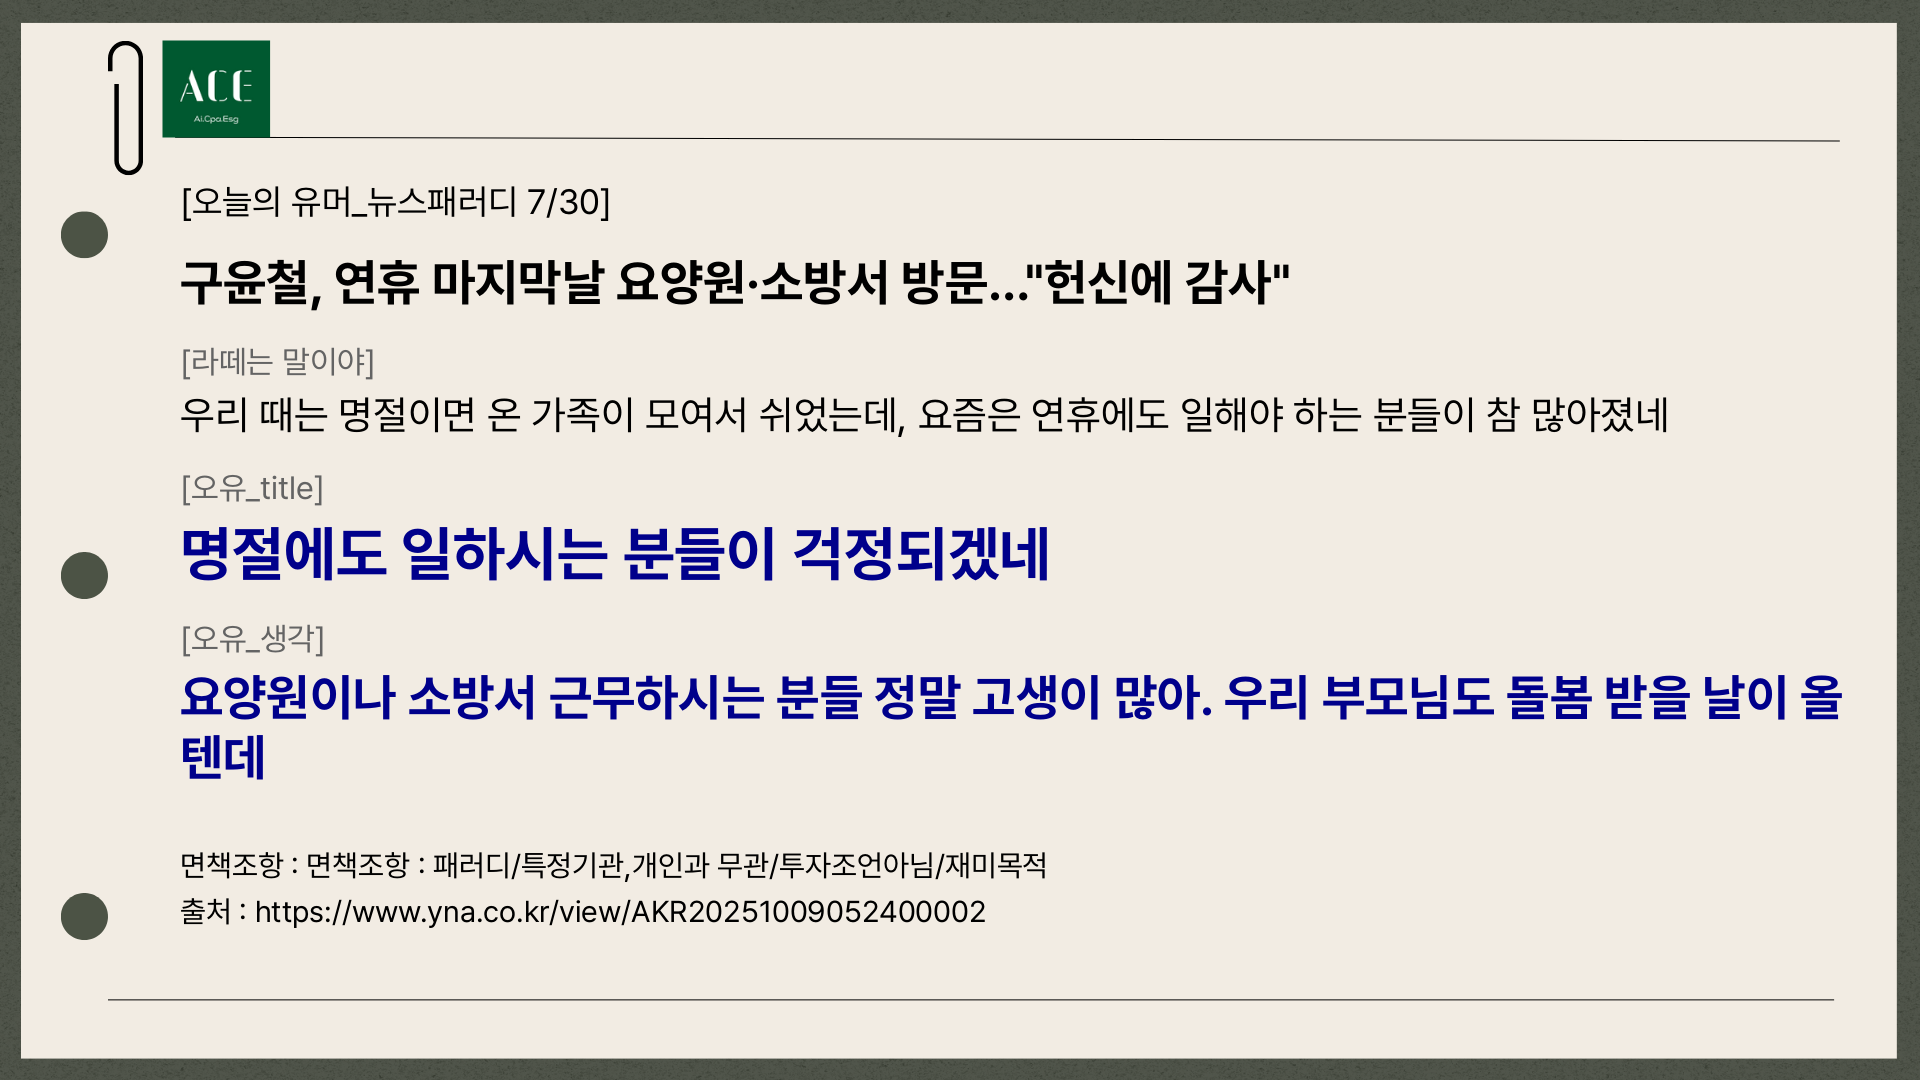 ACE
Ai.Cpa.Esg
[오늘의 유머_뉴스패러디 7/30]
구윤철, 연휴 마지막날 요양원·소방서 방문…"헌신에 감사"
[라떼는 말이야]
우리 때는 명절이면 온 가족이 모여서 쉬었는데, 요즘은 연휴에도 일해야 하는 분들이 참 많아졌네
[오유_title]
명절에도 일하시는 분들이 걱정되겠네
[오유_생각]
요양원이나 소방서 근무하시는 분들 정말 고생이 많아. 우리 부모님도 돌봄 받을 날이 올
텐데
면책조항 : 면책조항 : 패러디/특정기관,개인과 무관/투자조언아님/재미목적
출처 : https://www.yna.co.kr/view/AKR20251009052400002